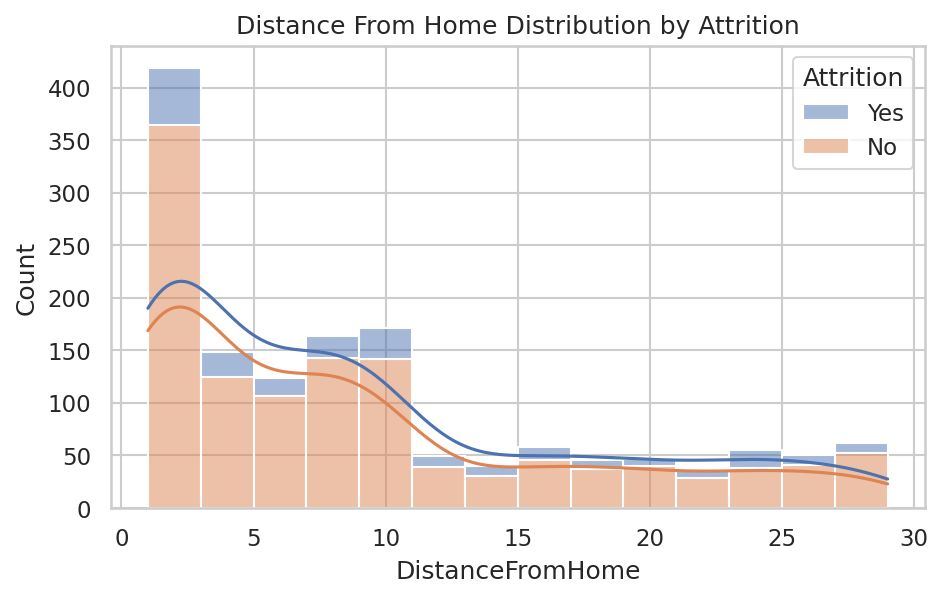 Distance From Home Distribution by Attrition
Attrition
Yes
No
Count
400
350
300
250
200
150
100
50
0
0 5 10 15 20 25 30
DistanceFromHome